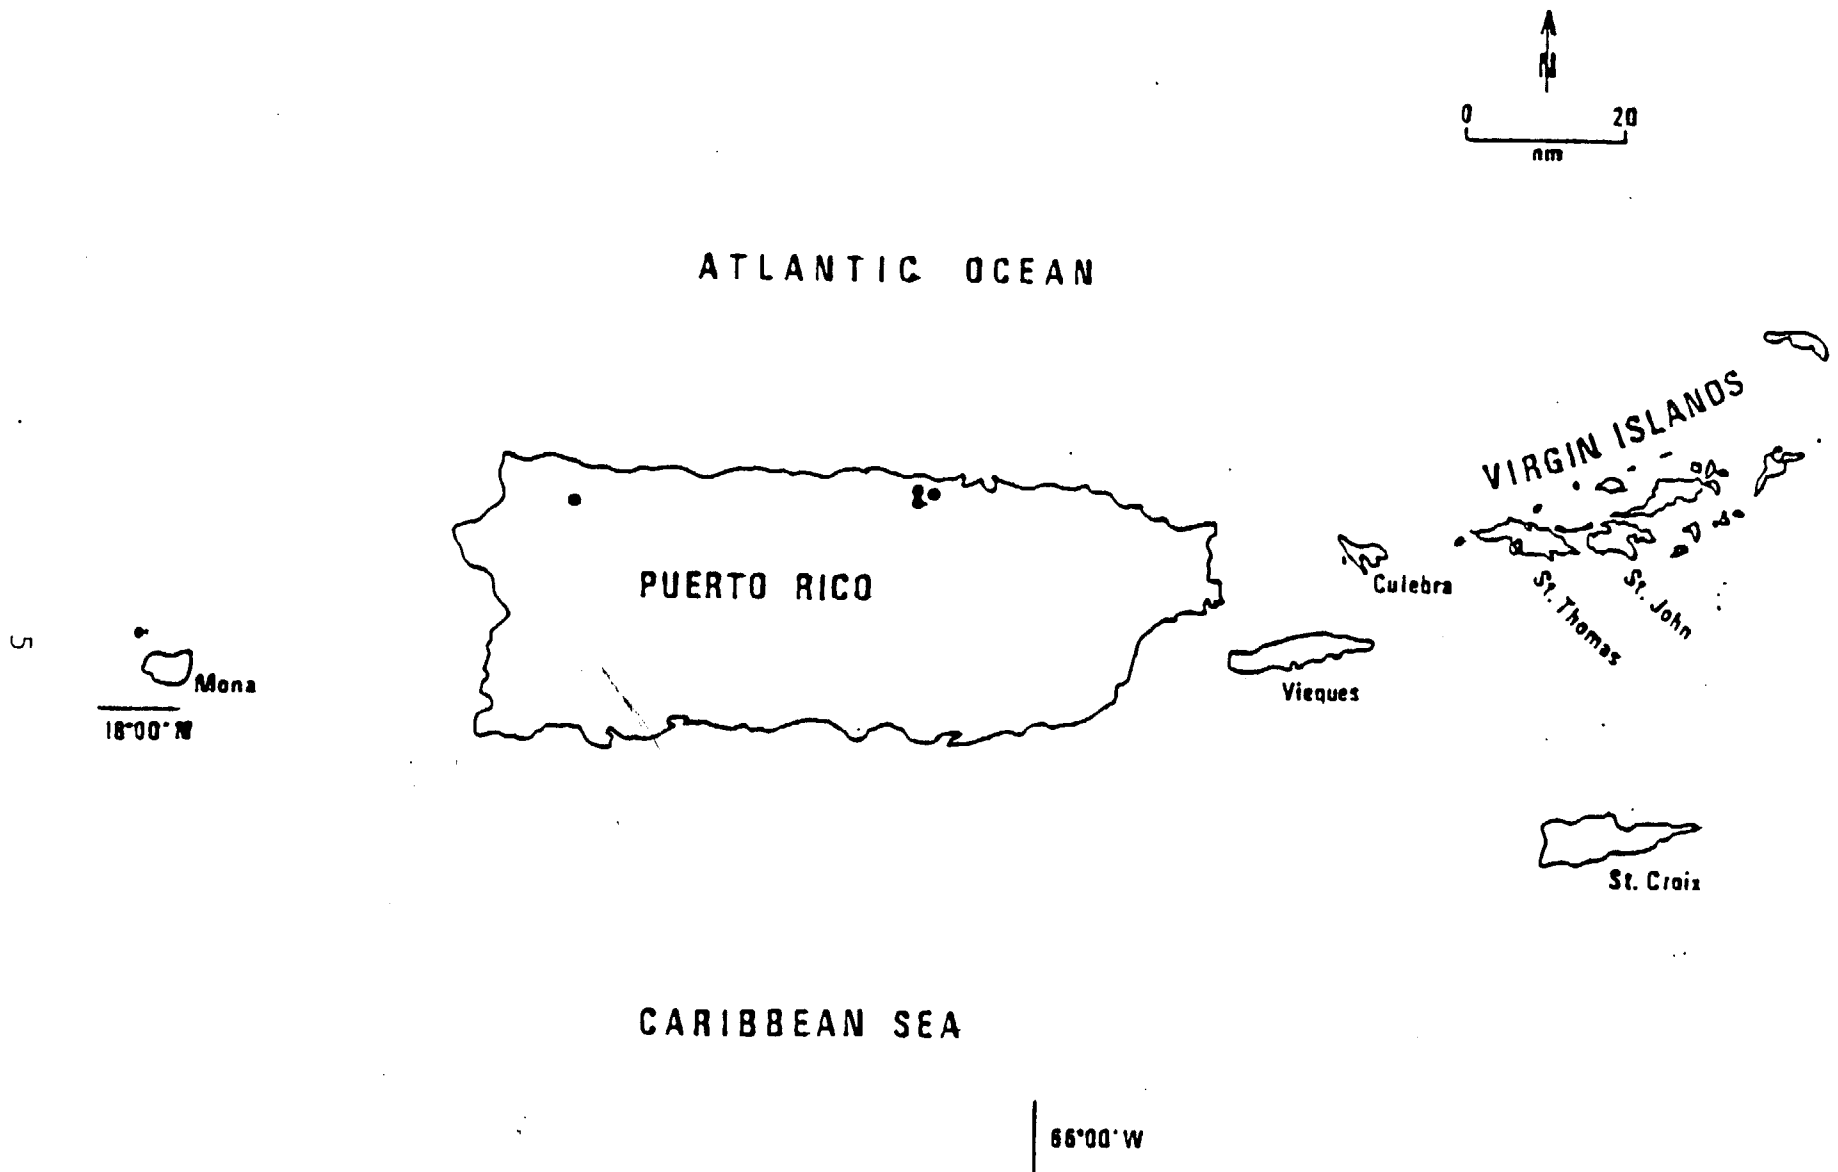 N
0 20
nm
ATLANTIC OCEAN
VIRGIN ISLANDS
PUERTO RICO
Culebra
St. Thomas
St. John
5
Mona
Vieques
18°00'N
St. Croix
CARIBBEAN SEA
66°00'W